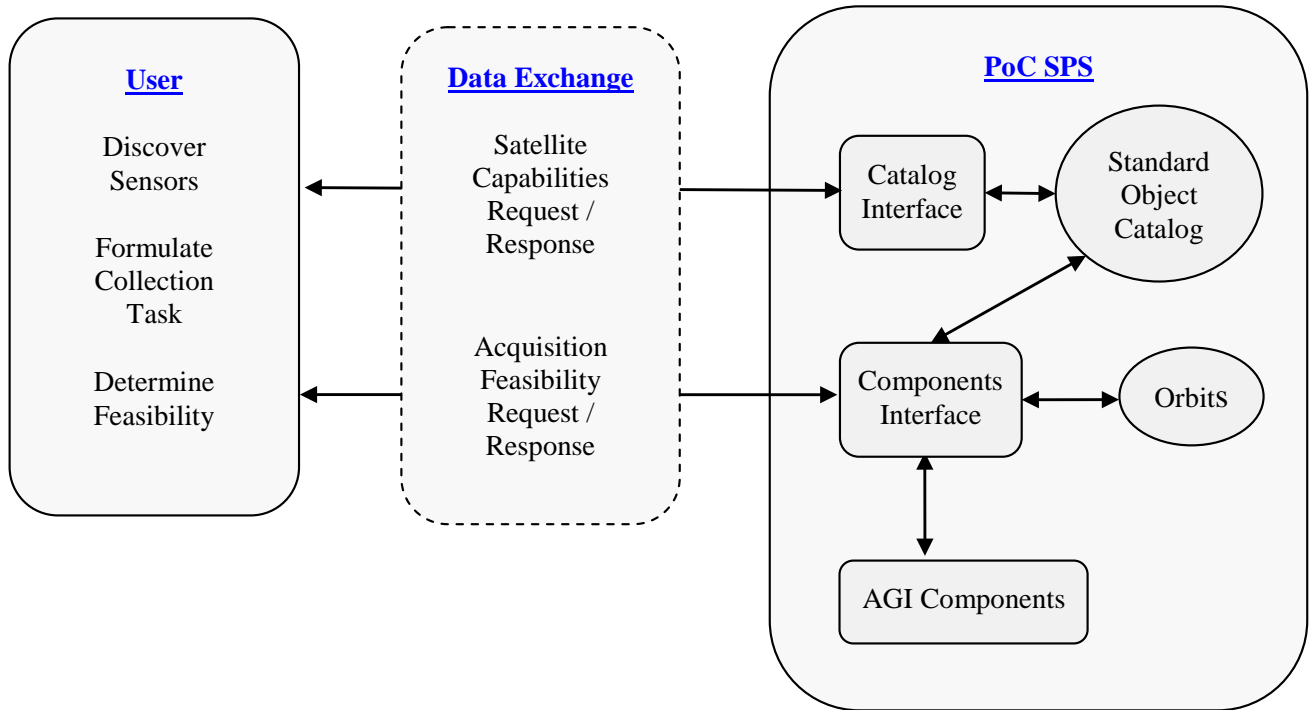 User
Discover
Sensors
Formulate
Collection
Task
Determine
Feasibility
Data Exchange
Satellite
Capabilities
Request /
Response
Acquisition
Feasibility
Request /
Response
PoC SPS
Catalog
Interface
Standard
Object
Catalog
Components
Interface
Orbits
AGI Components